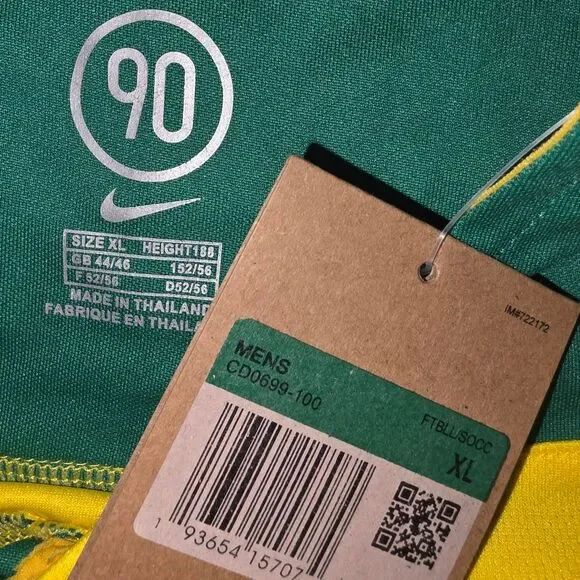 90
SIZE XL HEIGHT188
GB 44/46 152/56
F 52/56 D52/56
MADE IN THAILAND
FABRIQUE EN THAIL
IM#722172
MENS
CD0699-100
FTBLL/SOCC
XL
1 93654 15707